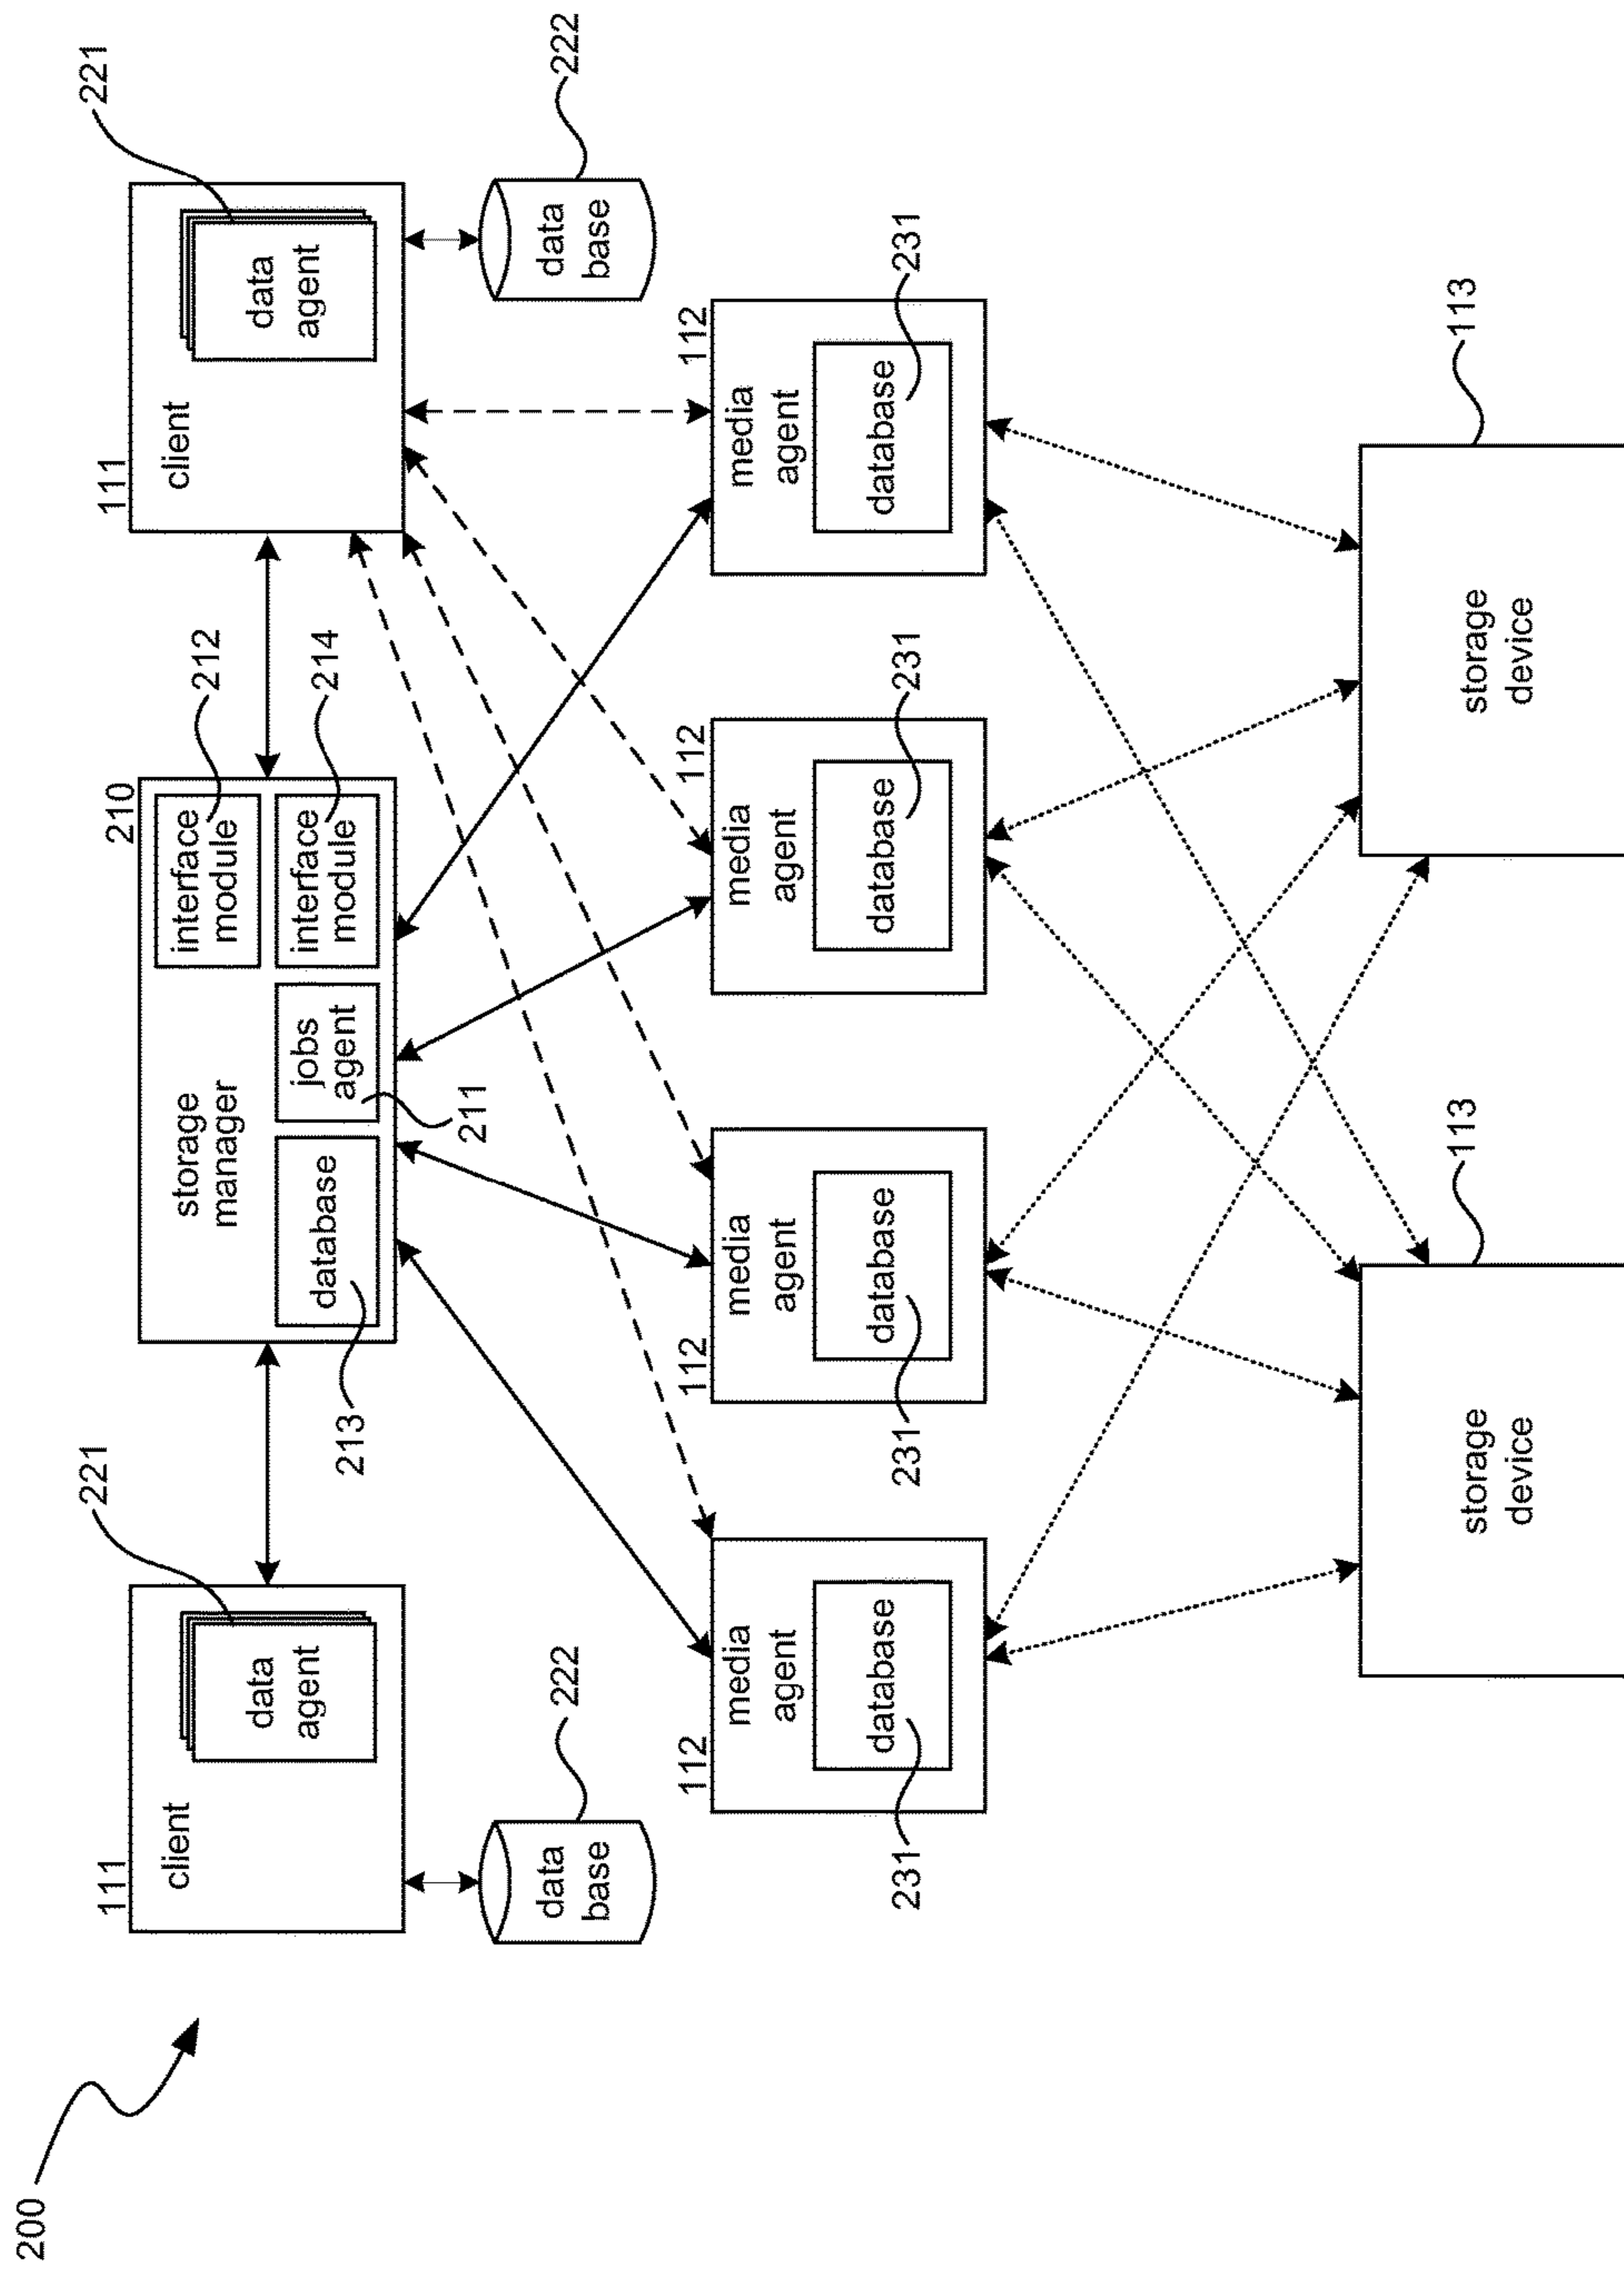 200
111
client
data
agent
221
data
base
222
210
storage
manager
database
213
jobs
agent
211
interface
module
212
interface
module
214
111
client
data
agent
221
data
base
222
112
media
agent
database
231
112
media
agent
database
231
112
media
agent
database
231
112
media
agent
database
231
storage
device
113
storage
device
113